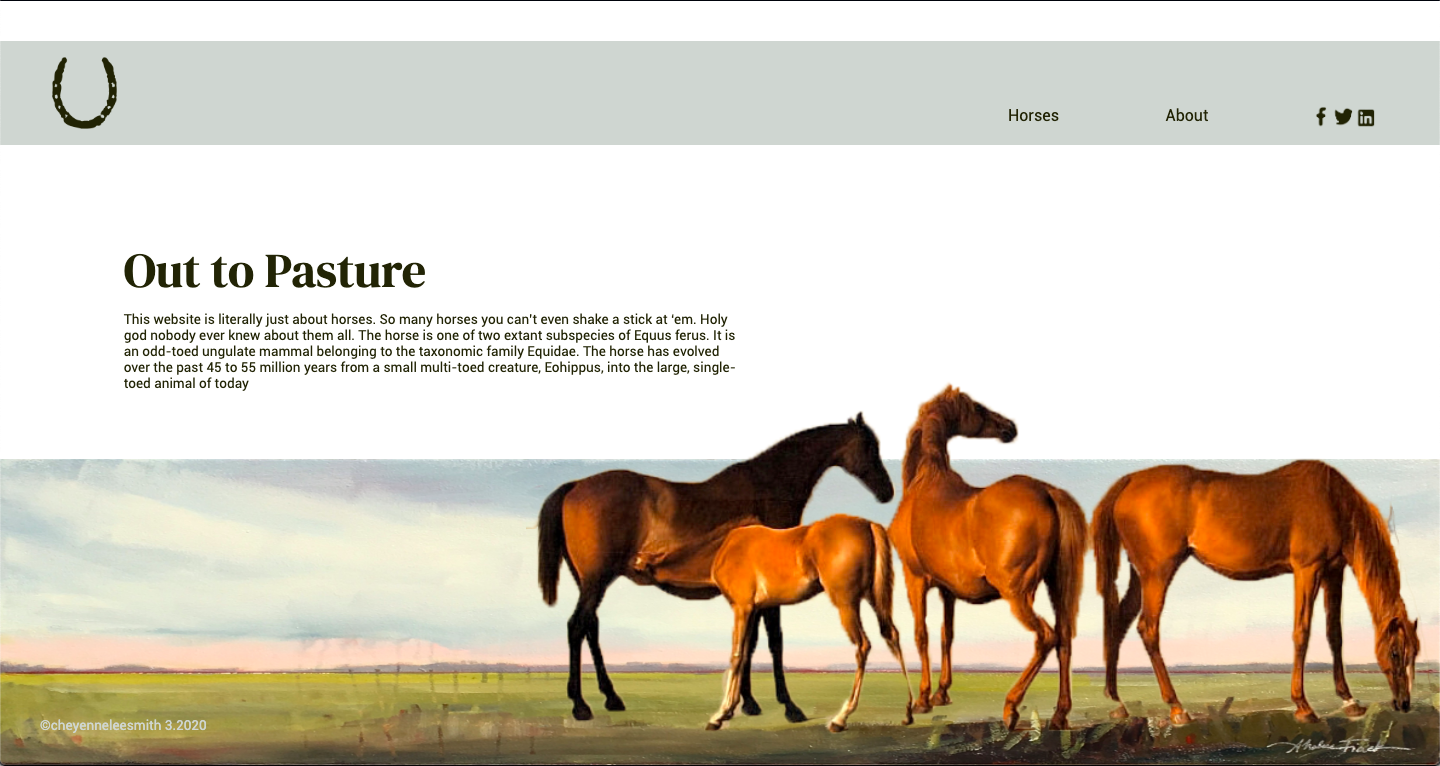 Horses
About
Out to Pasture
This website is literally just about horses. So many horses you can't even shake a stick at ‘em. Holy
god nobody ever knew about them all. The horse is one of two extant subspecies of Equus ferus. It is
an odd-toed ungulate mammal belonging to the taxonomic family Equidae. The horse has evolved
over the past 45 to 55 million years from a small multi-toed creature, Eohippus, into the large, single-
toed animal of today
©cheyenneleesmith 3.2020